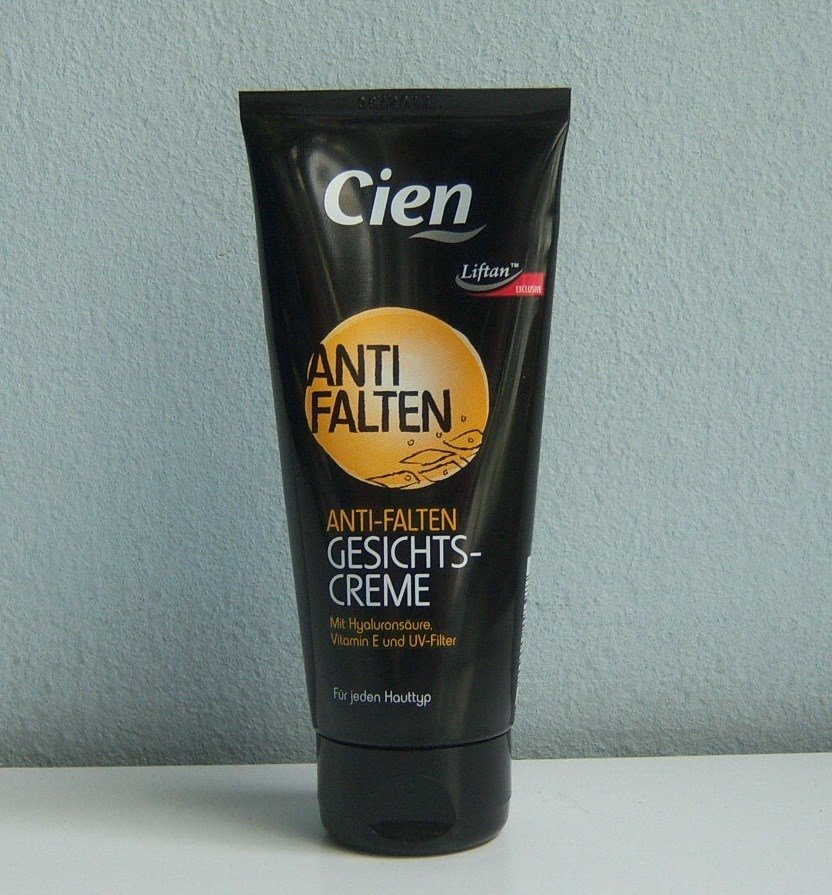 Cien
Liftan™
EXCLUSIVE
ANTI
FALTEN
ANTI-FALTEN
GESICHTS-
CREME
Mit Hyaluronsäure,
Vitamin E und UV-Filter
Für jeden Hauttyp